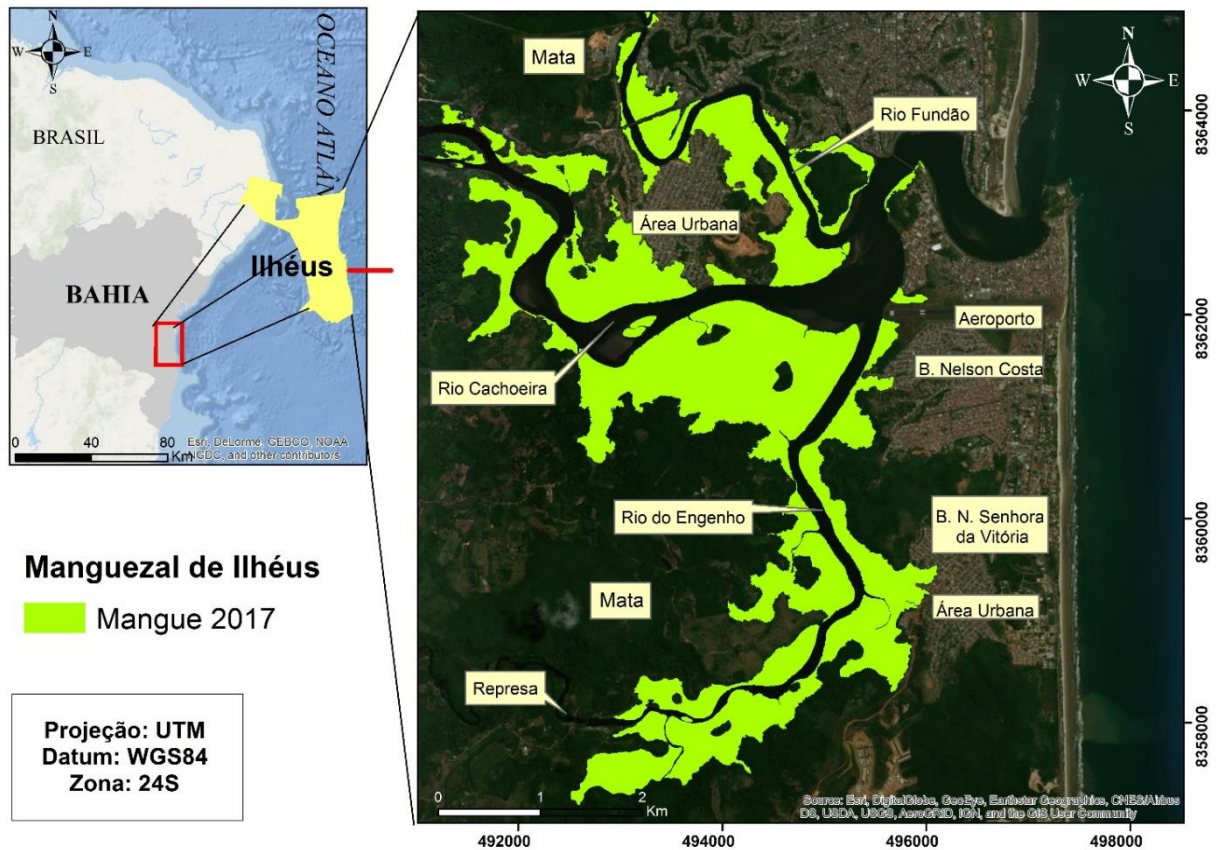 N
W
E
S
OCEANO ATLÂN
BRASIL
Ilhéus
BAHIA
0
40
80
Km
Esri, DeLorme, GEBCO, NOAA
NGDC, and other contributors
Manguezal de Ilhéus
Mangue 2017
Projeção: UTM
Datum: WGS84
Zona: 24S
N
W
E
S
Mata
Rio Fundão
Área Urbana
Aeroporto
B. Nelson Costa
Rio Cachoeira
Rio do Engenho
B. N. Senhora
da Vitória
Mata
Área Urbana
Represa
0
1
2
Km
Source: Esri, DigitalGlobe, GeoEye, Earthstar Geographics, CNES/Airbus
DS, USDA, USGS, AeroGRID, IGN, and the GIS User Community
8364000
8362000
8360000
8358000
492000
494000
496000
498000